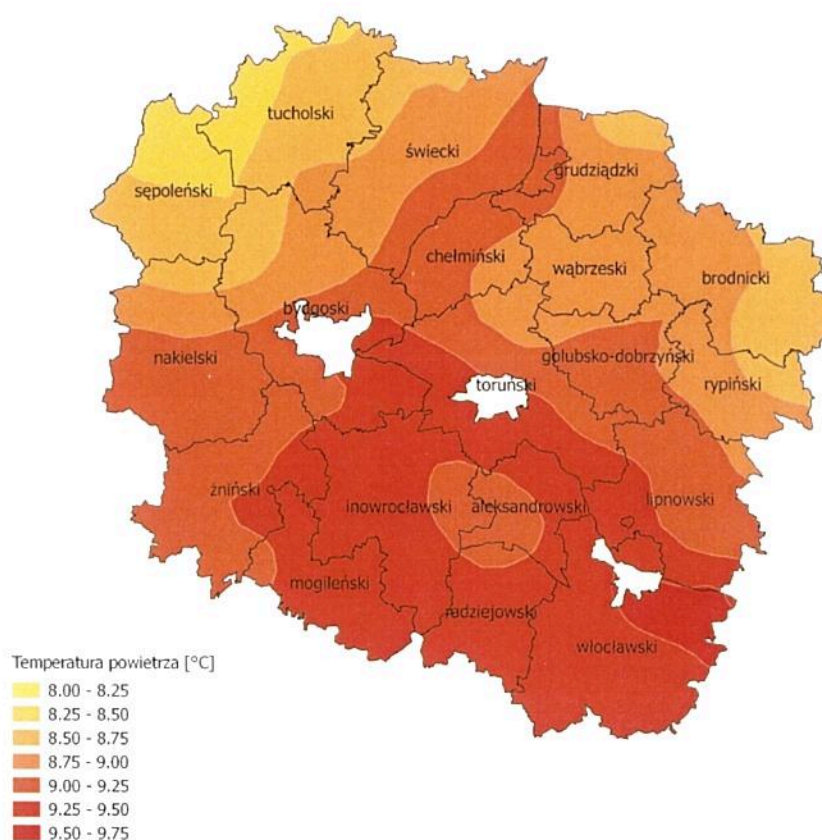 tucholski
świecki
grudziądzki
sępoleński
chełmiński
wąbrzeski
brodnicki
bydgoski
nakielski
golubsko-dobrzyński
toruński
rypiński
żniński
inowrocławski
aleksandrowski
lipnowski
mogileński
radziejowski
włocławski
Temperatura powietrza [°C]
8.00 - 8.25
8.25 - 8.50
8.50 - 8.75
8.75 - 9.00
9.00 - 9.25
9.25 - 9.50
9.50 - 9.75